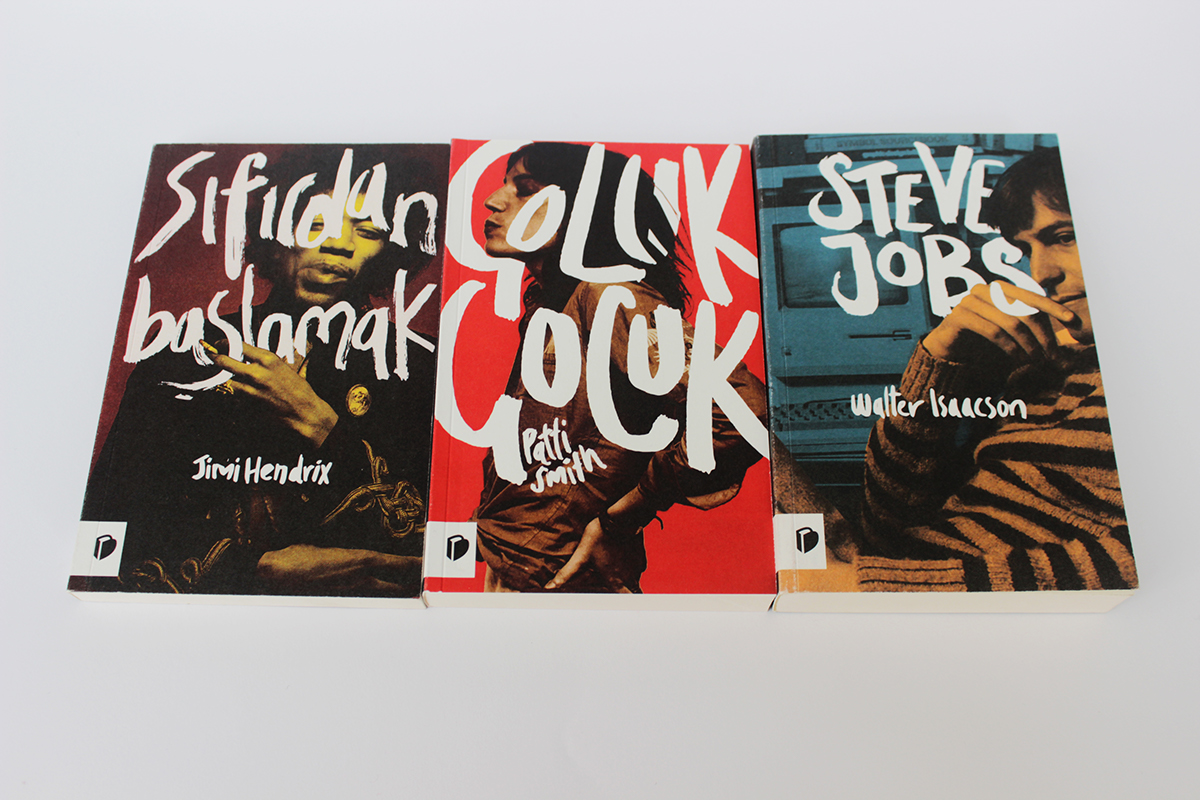 Sıfırdan
başlamak
Jimi Hendrix
ÇOLUK
ÇOCUK
Patti
Smith
STEVE
JOBS
Walter Isaacson